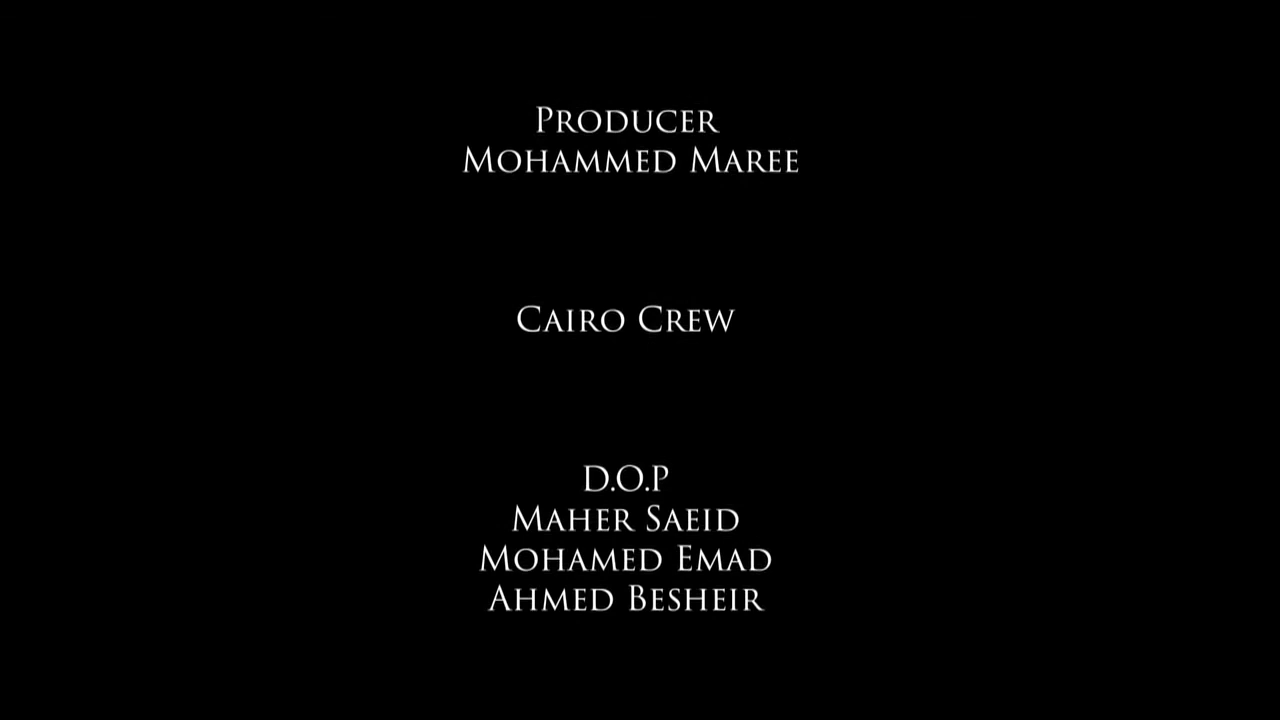 Producer
Mohammed Maree
Cairo Crew
D.O.P
Maher Saeid
Mohamed Emad
Ahmed Besheir